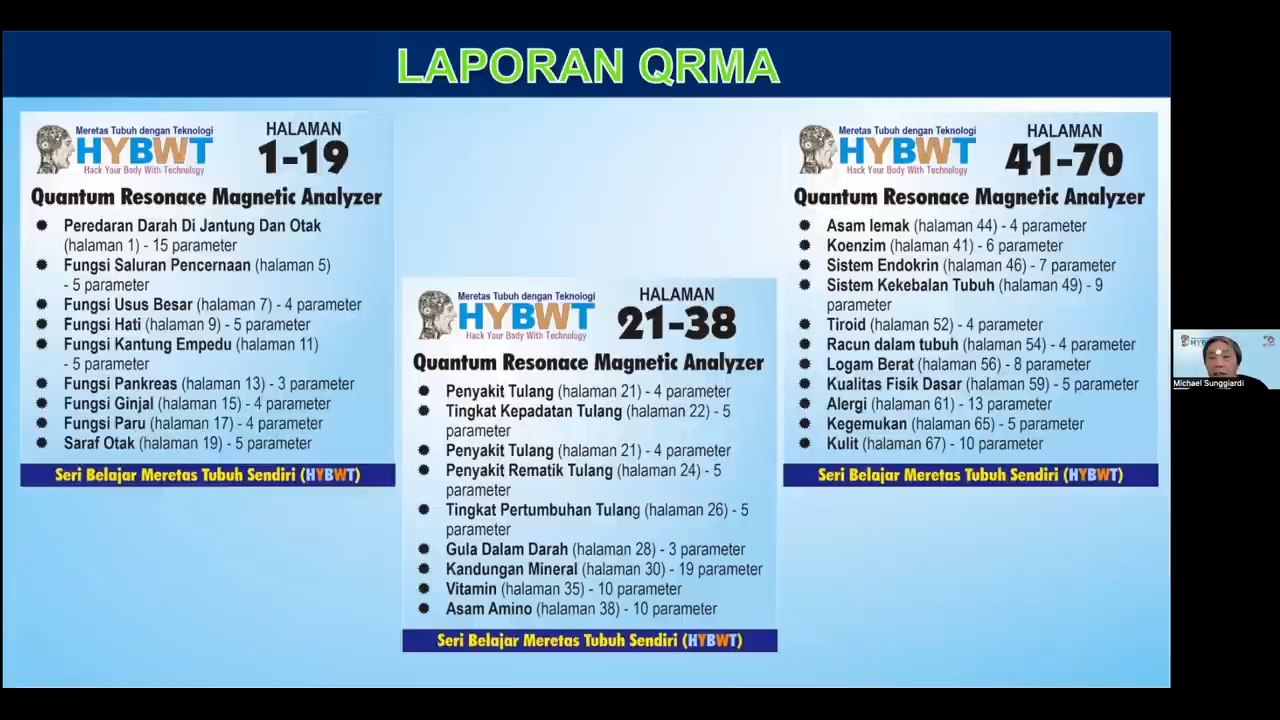 LAPORAN QRMA
Meretas Tubuh dengan Teknologi
HYBWT
Hack Your Body With Technology
HALAMAN
1-19
Quantum Resonace Magnetic Analyzer
Peredaran Darah Di Jantung Dan Otak
(halaman 1) - 15 parameter
Fungsi Saluran Pencernaan (halaman 5)
- 5 parameter
Fungsi Usus Besar (halaman 7) - 4 parameter
Fungsi Hati (halaman 9) - 5 parameter
Fungsi Kantung Empedu (halaman 11)
- 5 parameter
Fungsi Pankreas (halaman 13) - 3 parameter
Fungsi Ginjal (halaman 15) - 4 parameter
Fungsi Paru (halaman 17) - 4 parameter
Saraf Otak (halaman 19) - 5 parameter
Seri Belajar Meretas Tubuh Sendiri (HYBWT)
Meretas Tubuh dengan Teknologi
HYBWT
Hack Your Body With Technology
HALAMAN
21-38
Quantum Resonace Magnetic Analyzer
Penyakit Tulang (halaman 21) - 4 parameter
Tingkat Kepadatan Tulang (halaman 22) - 5
parameter
Penyakit Tulang (halaman 21) - 4 parameter
Penyakit Rematik Tulang (halaman 24) - 5
parameter
Tingkat Pertumbuhan Tulang (halaman 26) - 5
parameter
Gula Dalam Darah (halaman 28) - 3 parameter
Kandungan Mineral (halaman 30) - 19 parameter
Vitamin (halaman 35) - 10 parameter
Asam Amino (halaman 38) - 10 parameter
Seri Belajar Meretas Tubuh Sendiri (HYBWT)
Meretas Tubuh dengan Teknologi
HYBWT
Hack Your Body With Technology
HALAMAN
41-70
Quantum Resonace Magnetic Analyzer
Asam lemak (halaman 44) - 4 parameter
Koenzim (halaman 41) - 6 parameter
Sistem Endokrin (halaman 46) - 7 parameter
Sistem Kekebalan Tubuh (halaman 49) - 9
parameter
Tiroid (halaman 52) - 4 parameter
Racun dalam tubuh (halaman 54) - 4 parameter
Logam Berat (halaman 56) - 8 parameter
Kualitas Fisik Dasar (halaman 59) - 5 parameter
Alergi (halaman 61) - 13 parameter
Kegemukan (halaman 65) - 5 parameter
Kulit (halaman 67) - 10 parameter
Seri Belajar Meretas Tubuh Sendiri (HYBWT)
Michael Sunggiardi